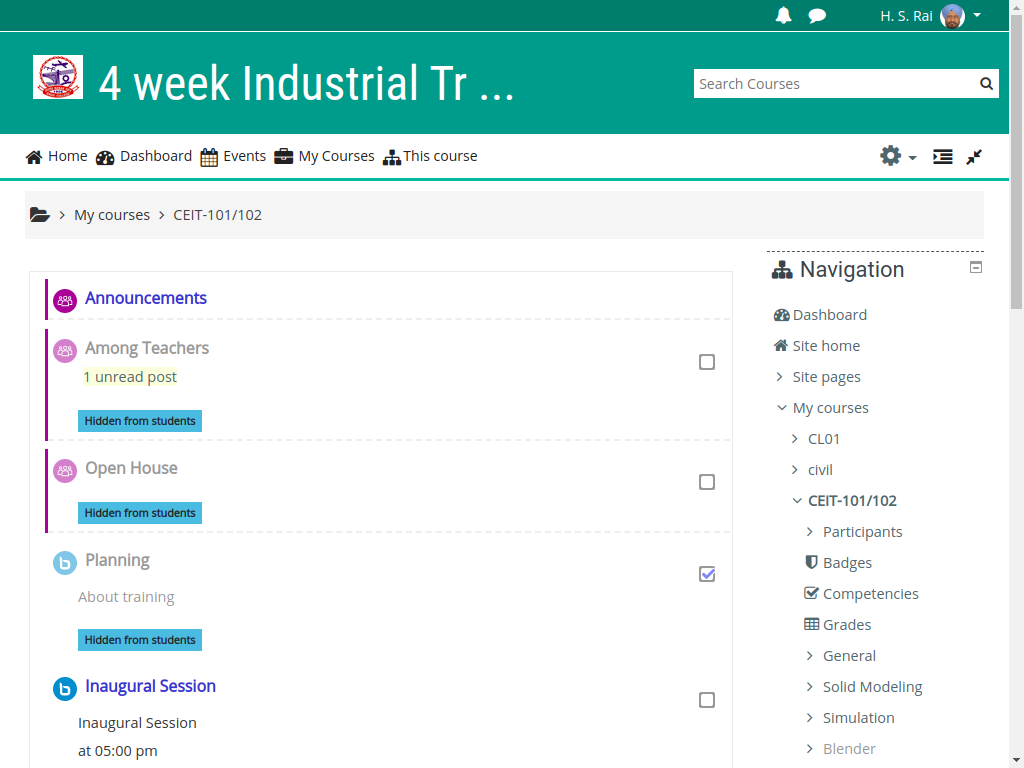 H. S. Rai
4 week Industrial Tr ...
Search Courses
Home Dashboard Events My Courses This course
My courses CEIT-101/102
Announcements
Among Teachers
1 unread post
Hidden from students
Open House
Hidden from students
Planning
About training
Hidden from students
Inaugural Session
Inaugural Session
at 05:00 pm
Navigation
Dashboard
Site home
Site pages
My courses
CL01
civil
CEIT-101/102
Participants
Badges
Competencies
Grades
General
Solid Modeling
Simulation
Blender